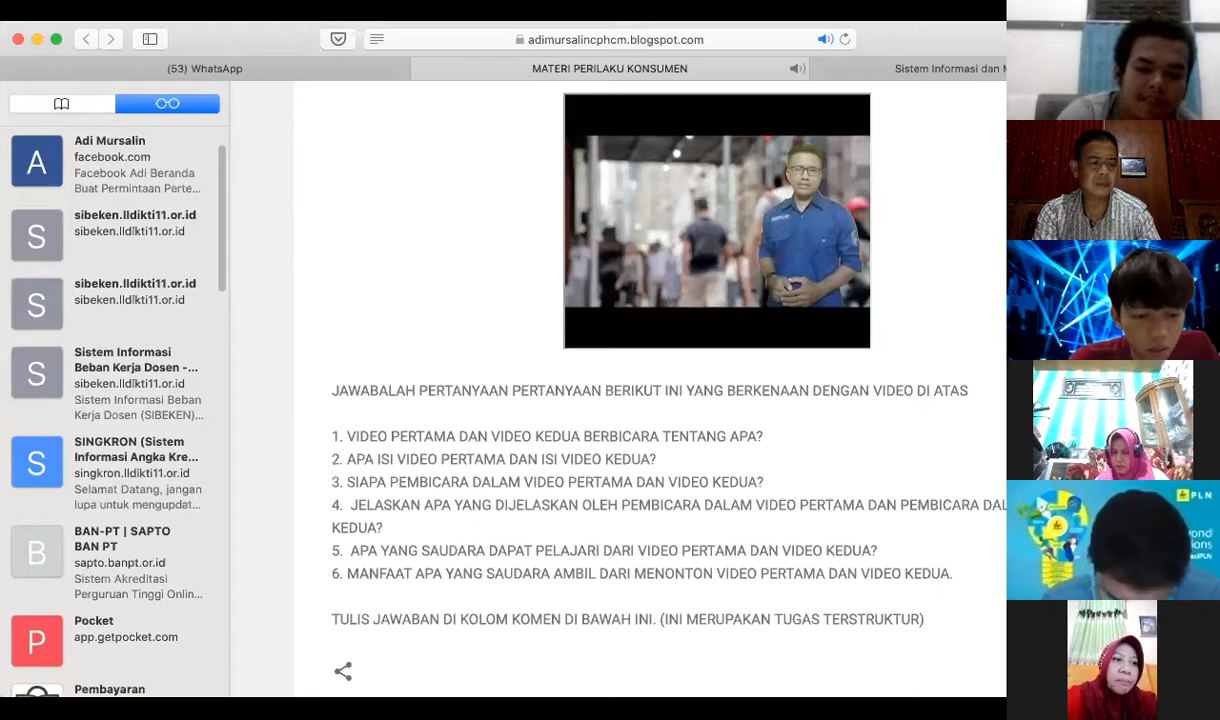 adimursalincphcm.blogspot.com
(53) WhatsApp
MATERI PERILAKU KONSUMEN
Sistem Informasi dan
A
Adi Mursalin
facebook.com
Facebook Adi Beranda
Buat Permintaan Perte...
S
sibeken.lldikti11.or.id
sibeken.lldikti11.or.id
S
sibeken.lldikti11.or.id
sibeken.lldikti11.or.id
S
Sistem Informasi
Beban Kerja Dosen -...
sibeken.lldikti11.or.id
Sistem Informasi Beban
Kerja Dosen (SIBEKEN)...
S
SINGKRON (Sistem
Informasi Angka Kre...
singkron.lldikti11.or.id
Selamat Datang, jangan
lupa untuk mengupdat...
B
BAN-PT | SAPTO
BAN PT
sapto.banpt.or.id
Sistem Akreditasi
Perguruan Tinggi Onlin...
P
Pocket
app.getpocket.com
Pembayaran
JAWABALAH PERTANYAAN PERTANYAAN BERIKUT INI YANG BERKENAAN DENGAN VIDEO DI ATAS
1. VIDEO PERTAMA DAN VIDEO KEDUA BERBICARA TENTANG APA?
2. APA ISI VIDEO PERTAMA DAN ISI VIDEO KEDUA?
3. SIAPA PEMBICARA DALAM VIDEO PERTAMA DAN VIDEO KEDUA?
4. JELASKAN APA YANG DIJELASKAN OLEH PEMBICARA DALAM VIDEO PERTAMA DAN PEMBICARA DAL
KEDUA?
5. APA YANG SAUDARA DAPAT PELAJARI DARI VIDEO PERTAMA DAN VIDEO KEDUA?
6. MANFAAT APA YANG SAUDARA AMBIL DARI MENONTON VIDEO PERTAMA DAN VIDEO KEDUA.
TULIS JAWABAN DI KOLOM KOMEN DI BAWAH INI. (INI MERUPAKAN TUGAS TERSTRUKTUR)
PLN